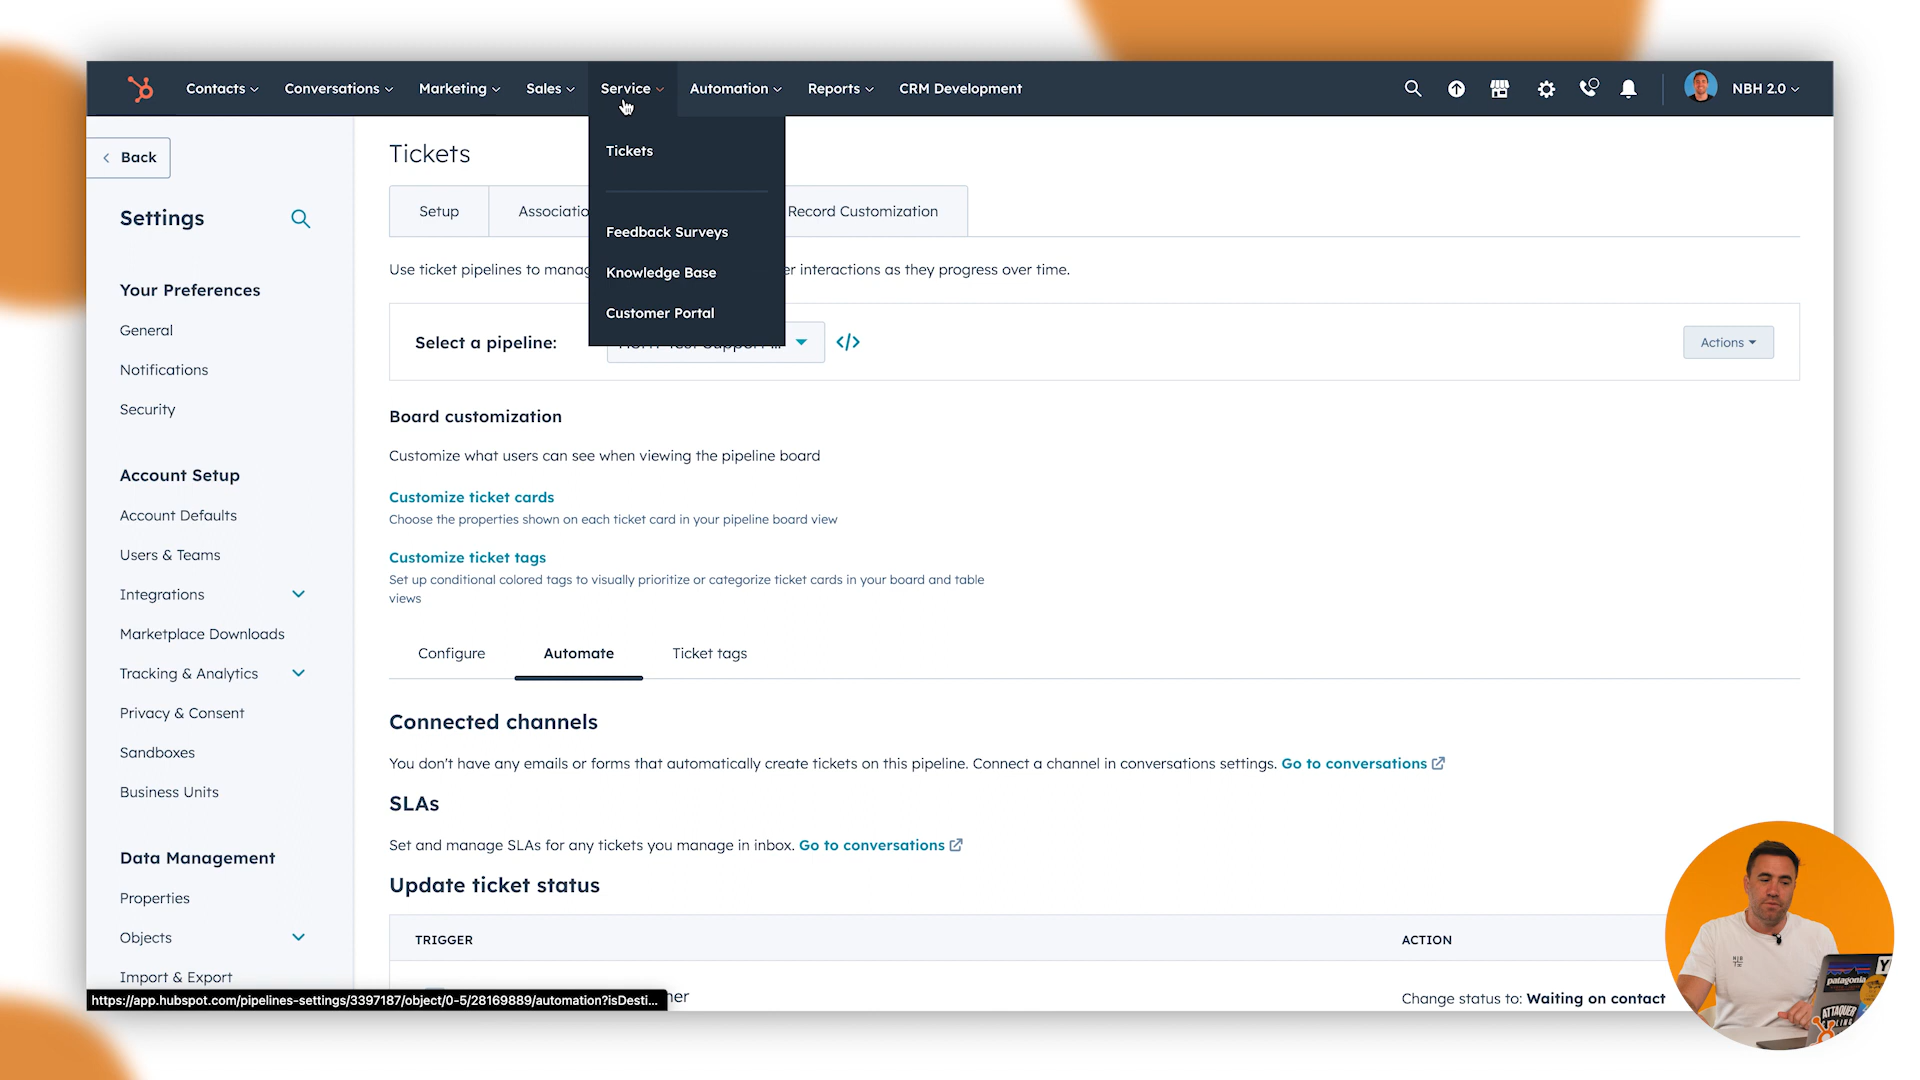 Contacts
Conversations
Marketing
Sales
Service
Automation
Reports
CRM Development
NBH 2.0
Back
Settings
Your Preferences
General
Notifications
Security
Account Setup
Account Defaults
Users & Teams
Integrations
Marketplace Downloads
Tracking & Analytics
Privacy & Consent
Sandboxes
Business Units
Data Management
Properties
Objects
Import & Export
https://app.hubspot.com/pipelines-settings/3397187/object/0-5/28169889/automation?isDesti...
Tickets
Feedback Surveys
Knowledge Base
Customer Portal
Tickets
Setup
Associatio
Record Customization
Use ticket pipelines to manag
er interactions as they progress over time.
Select a pipeline:
Actions
Board customization
Customize what users can see when viewing the pipeline board
Customize ticket cards
Choose the properties shown on each ticket card in your pipeline board view
Customize ticket tags
Set up conditional colored tags to visually prioritize or categorize ticket cards in your board and table
views
Configure
Automate
Ticket tags
Connected channels
You don't have any emails or forms that automatically create tickets on this pipeline. Connect a channel in conversations settings. Go to conversations
SLAs
Set and manage SLAs for any tickets you manage in inbox. Go to conversations
Update ticket status
TRIGGER
ACTION
ner
Change status to: Waiting on contact
patagonia
ATTAQUER